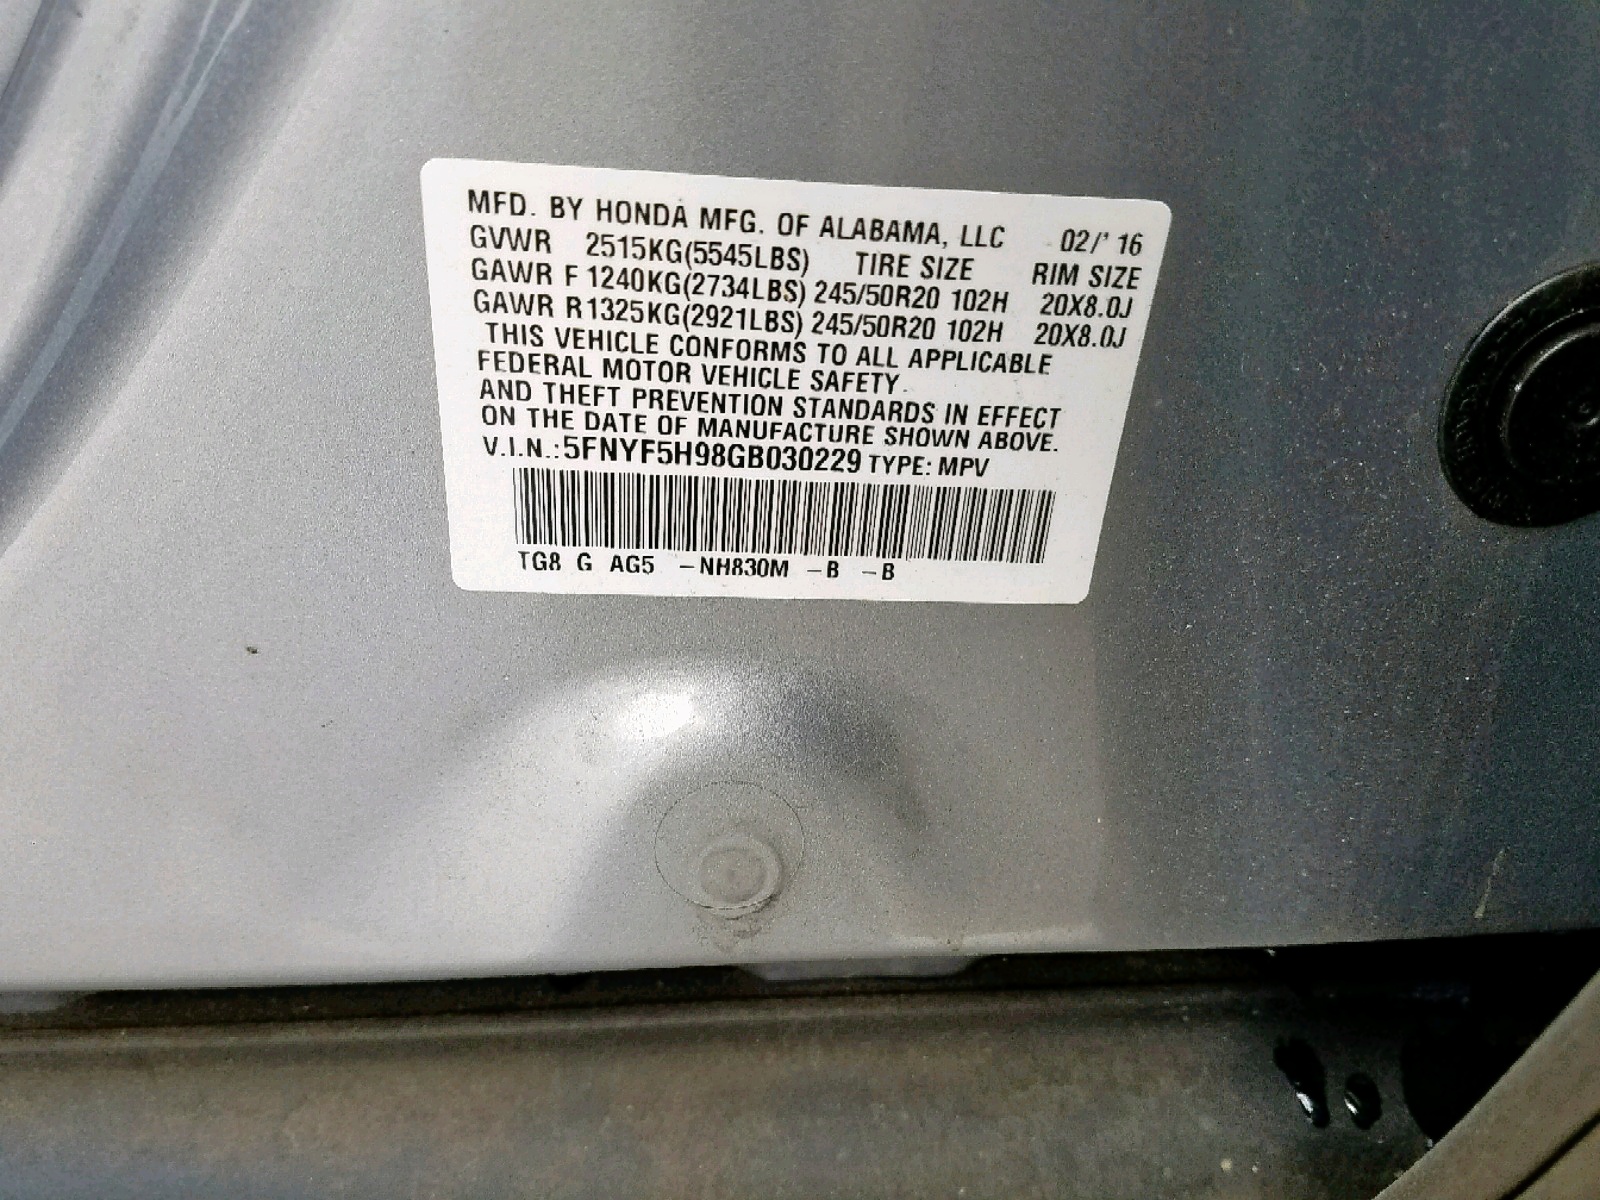 MFD. BY HONDA MFG. OF ALABAMA, LLC 02/' 16
GVWR 2515KG(5545LBS) TIRE SIZE RIM SIZE
GAWR F 1240KG(2734LBS) 245/50R20 102H 20X8.0J
GAWR R1325KG(2921LBS) 245/50R20 102H 20X8.0J
THIS VEHICLE CONFORMS TO ALL APPLICABLE
FEDERAL MOTOR VEHICLE SAFETY
AND THEFT PREVENTION STANDARDS IN EFFECT
ON THE DATE OF MANUFACTURE SHOWN ABOVE.
V.I.N.:5FNYF5H98GB030229 TYPE: MPV
TG8 G AG5 -NH830M -B -B